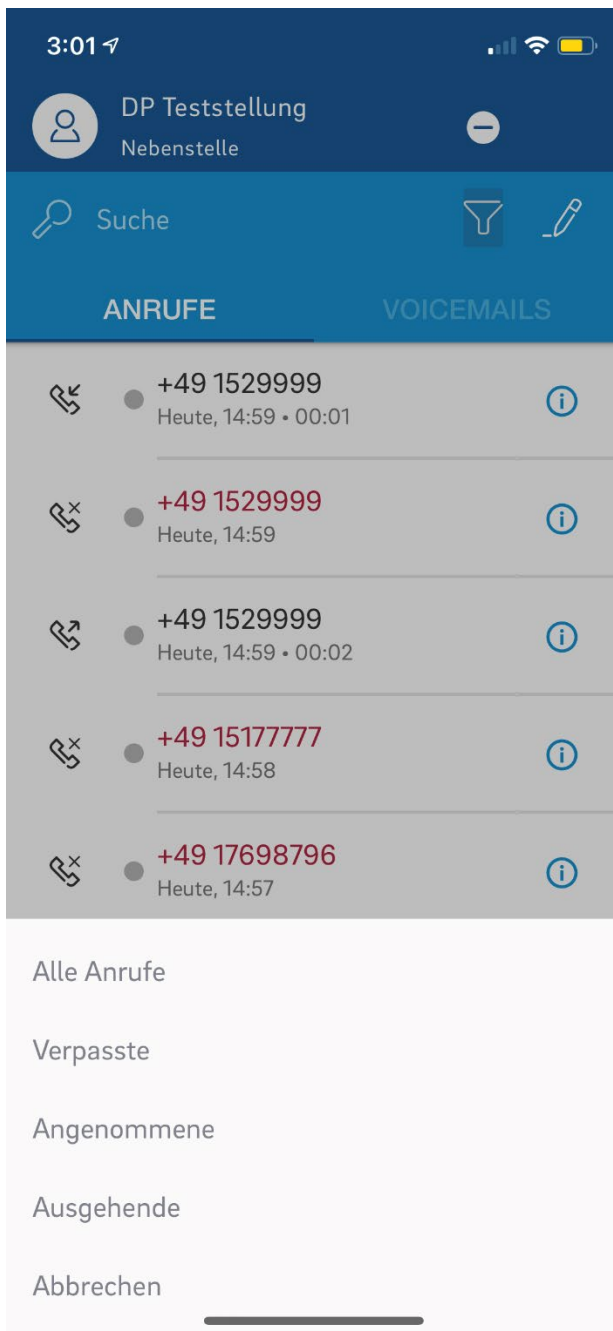 3:01
DP Teststellung
Nebenstelle
Suche
ANRUFE VOICEMAILS
+49 1529999
Heute, 14:59 • 00:01
+49 1529999
Heute, 14:59
+49 1529999
Heute, 14:59 • 00:02
+49 15177777
Heute, 14:58
+49 17698796
Heute, 14:57
Alle Anrufe
Verpasste
Angenommene
Ausgehende
Abbrechen